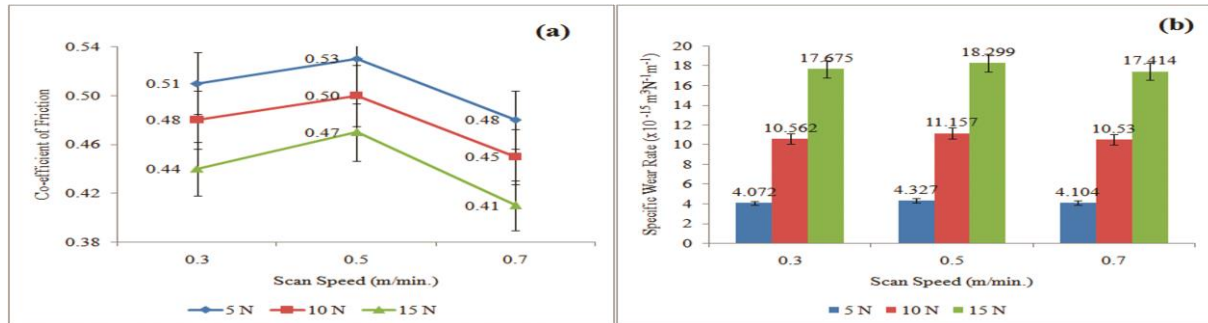 (a)
Co-efficient of Friction
0.54
0.50
0.46
0.42
0.38
0.51
0.53
0.48
0.48
0.50
0.45
0.44
0.47
0.41
0.3 0.5 0.7
Scan Speed (m/min.)
5 N 10 N 15 N
(b)
Specific Wear Rate (x10⁻¹⁵ m³N⁻¹m⁻¹)
20
18
16
14
12
10
8
6
4
2
0
4.072 10.562 17.675
4.327 11.157 18.299
4.104 10.53 17.414
0.3 0.5 0.7
Scan Speed (m/min.)
5 N 10 N 15 N